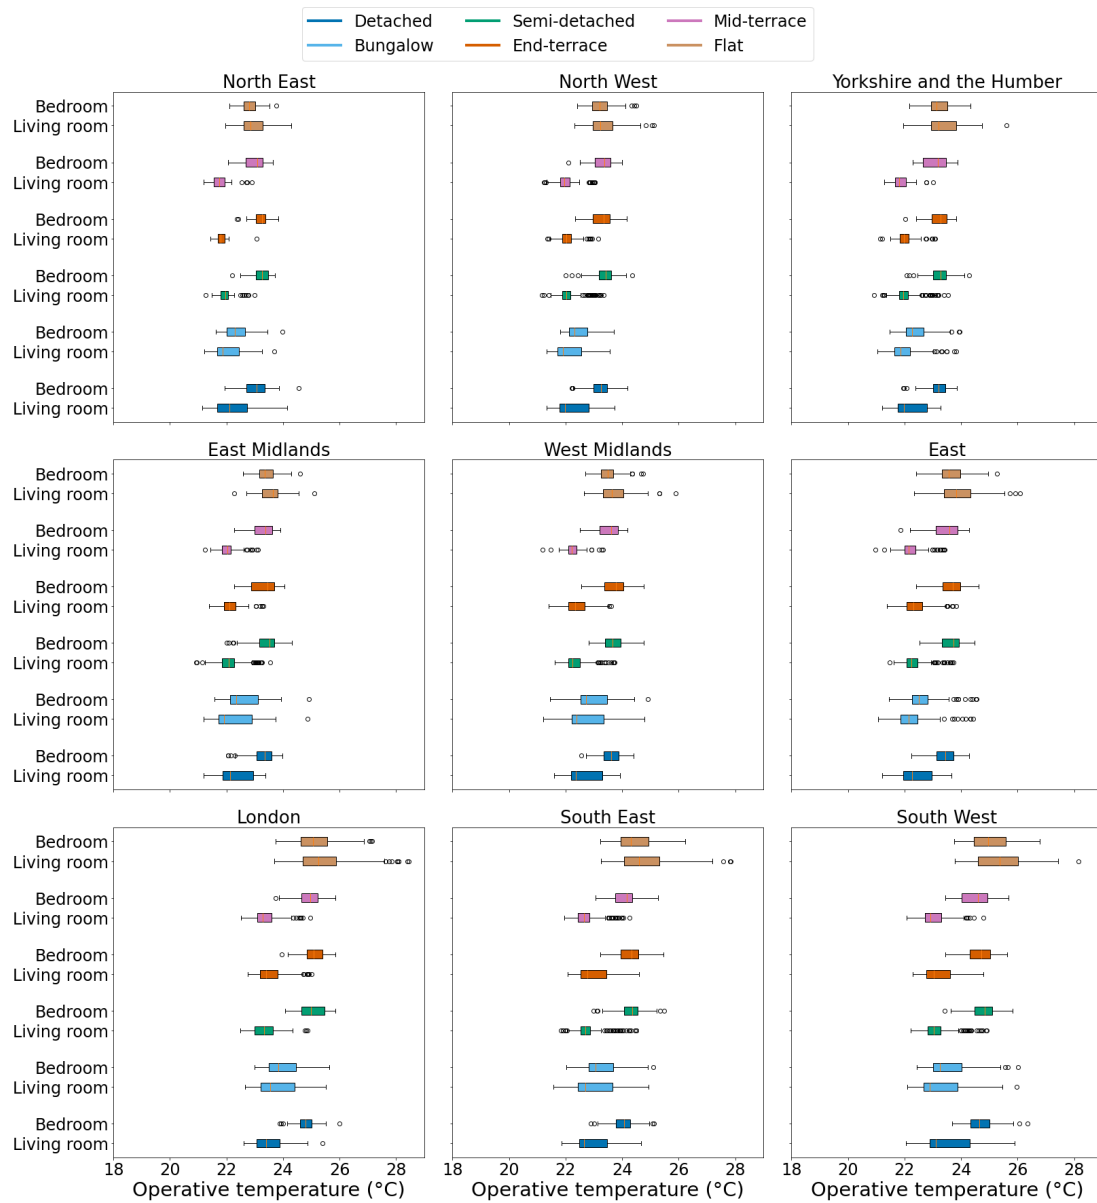 Detached Semi-detached Mid-terrace
Bungalow End-terrace Flat
North East North West Yorkshire and the Humber
Bedroom
Living room
Bedroom
Living room
Bedroom
Living room
Bedroom
Living room
Bedroom
Living room
Bedroom
Living room
East Midlands West Midlands East
Bedroom
Living room
Bedroom
Living room
Bedroom
Living room
Bedroom
Living room
Bedroom
Living room
Bedroom
Living room
London South East South West
Bedroom
Living room
Bedroom
Living room
Bedroom
Living room
Bedroom
Living room
Bedroom
Living room
Bedroom
Living room
18 20 22 24 26 28 18 20 22 24 26 28 18 20 22 24 26 28
Operative temperature (°C) Operative temperature (°C) Operative temperature (°C)